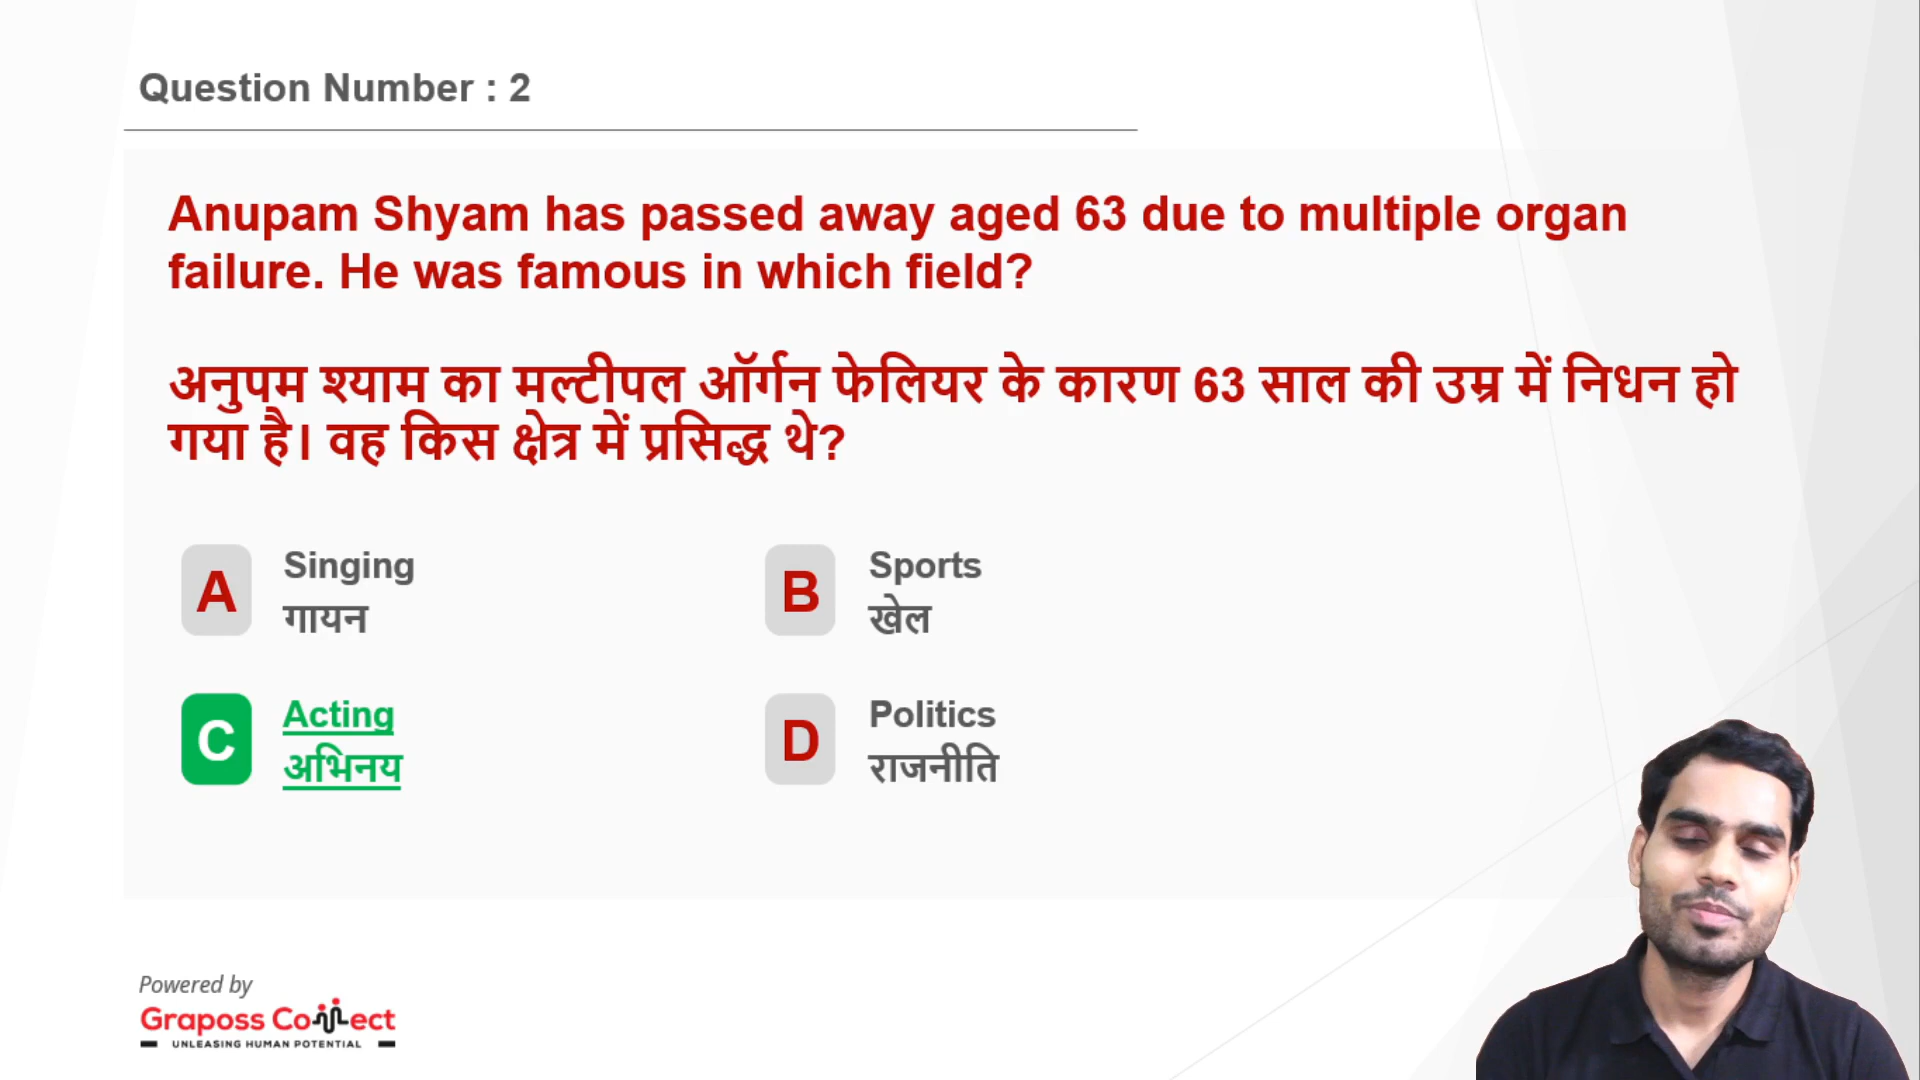 Question Number : 2
Anupam Shyam has passed away aged 63 due to multiple organ
failure. He was famous in which field?
अनुपम श्याम का मल्टीपल ऑर्गन फेलियर के कारण 63 साल की उम्र में निधन हो
गया है। वह किस क्षेत्र में प्रसिद्ध थे?
A Singing
गायन
B Sports
खेल
C Acting
अभिनय
D Politics
राजनीति
Powered by
Graposs Connect
UNLEASING HUMAN POTENTIAL